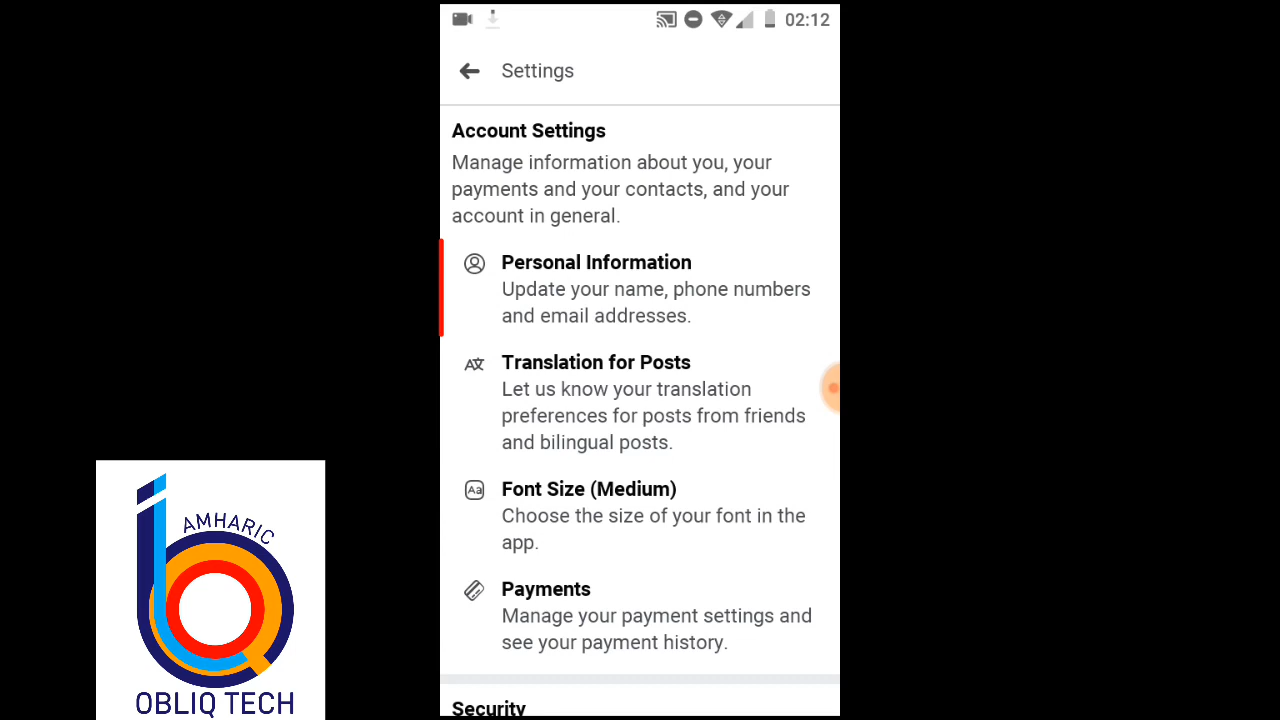 02:12
Settings
Account Settings
Manage information about you, your
payments and your contacts, and your
account in general.
Personal Information
Update your name, phone numbers
and email addresses.
Translation for Posts
Let us know your translation
preferences for posts from friends
and bilingual posts.
Aa
Font Size (Medium)
Choose the size of your font in the
app.
Payments
Manage your payment settings and
see your payment history.
Security
AMHARIC
OBLIQ TECH